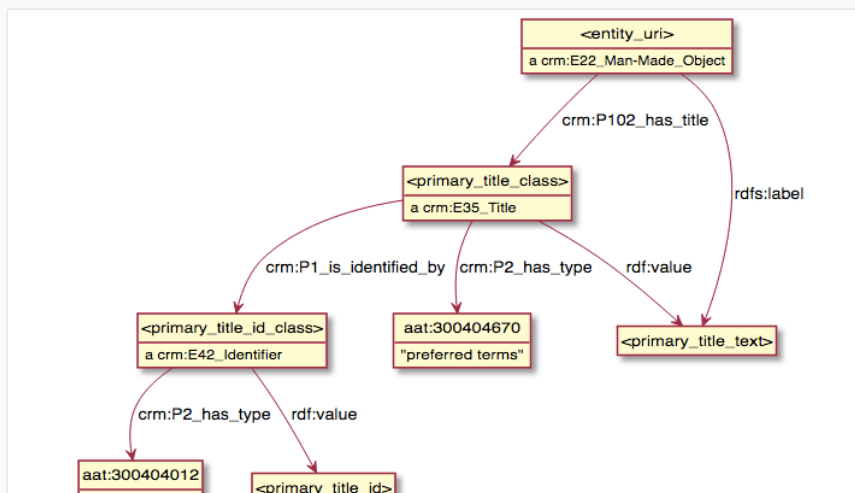 <entity_uri>
a crm:E22_Man-Made_Object
crm:P102_has_title
<primary_title_class>
a crm:E35_Title
rdfs:label
crm:P1_is_identified_by
crm:P2_has_type
rdf:value
<primary_title_id_class>
a crm:E42_Identifier
aat:300404670
"preferred terms"
<primary_title_text>
crm:P2_has_type
rdf:value
aat:300404012
<primary_title_id>